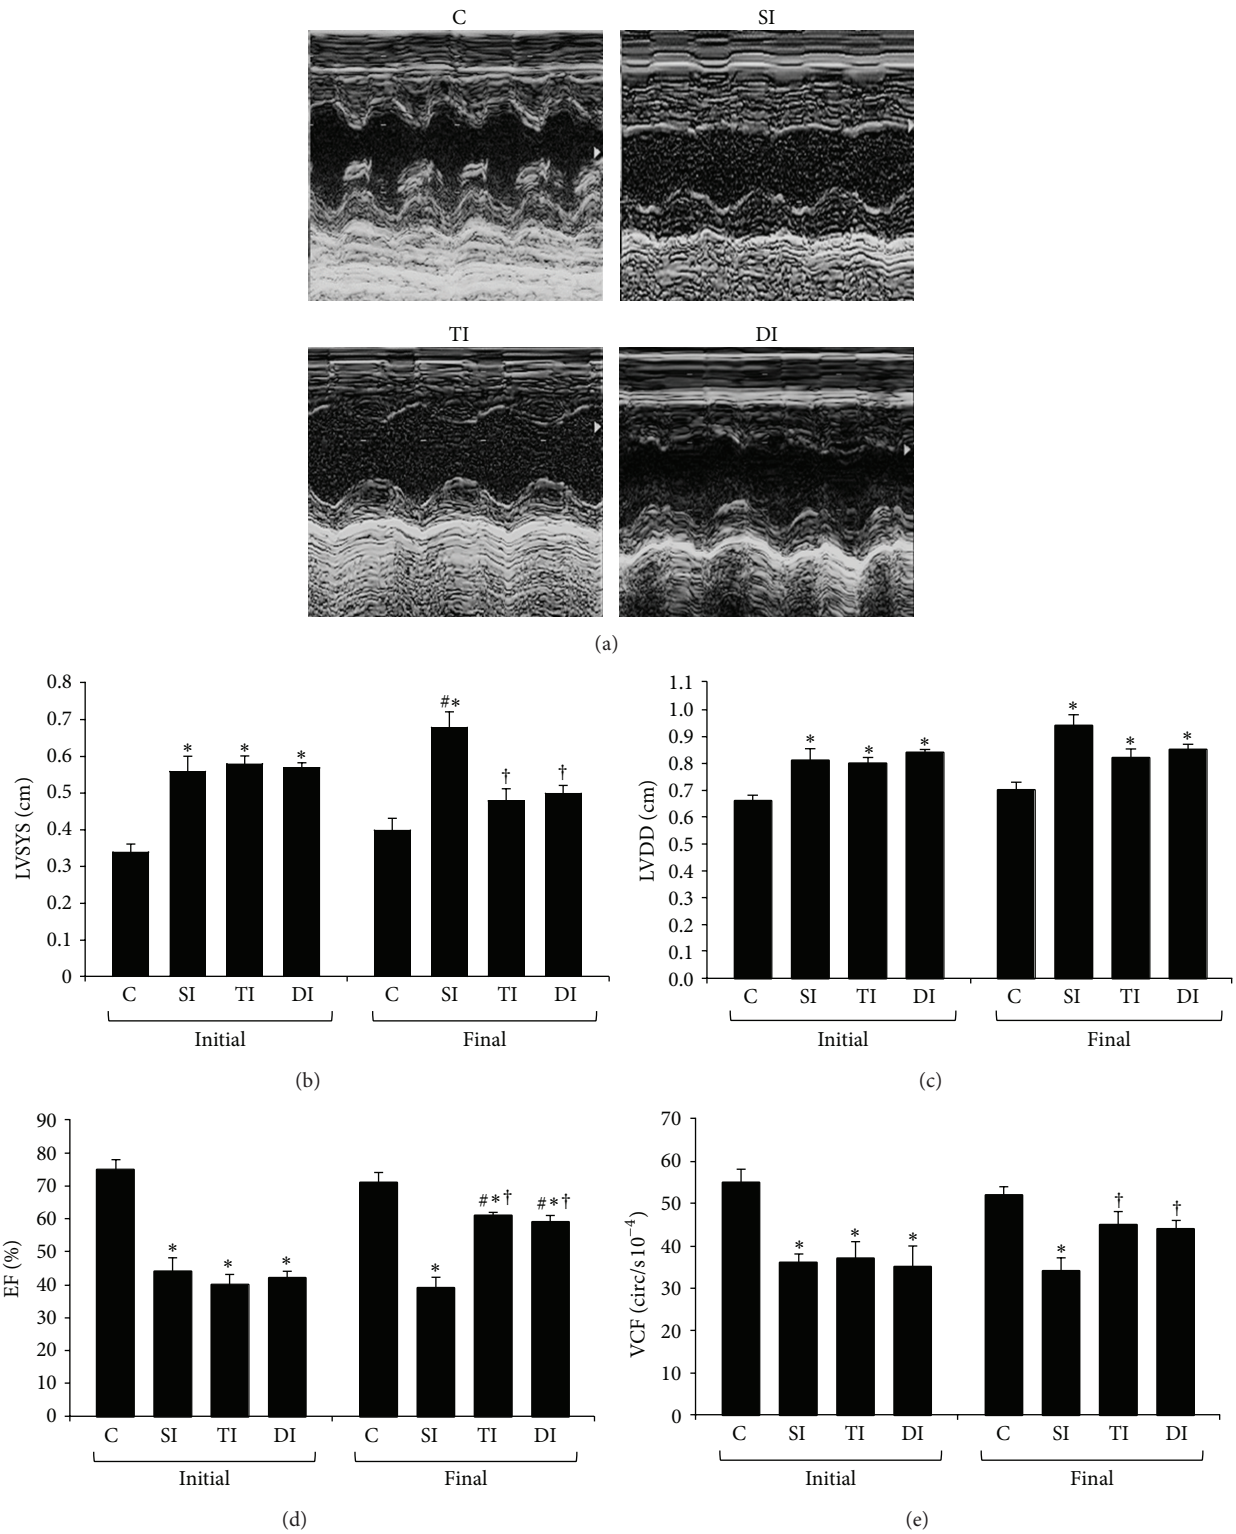 C
SI
TI
DI
(a)
LVSYS (cm)
0.8
0.7
0.6
0.5
0.4
0.3
0.2
0.1
0
* * * #* † †
C SI TI DI C SI TI DI
Initial Final
(b)
LVDD (cm)
1.1
1.0
0.9
0.8
0.7
0.6
0.5
0.4
0.3
0.2
0.1
0.0
* * * * * *
C SI TI DI C SI TI DI
Initial Final
(c)
EF (%)
90
80
70
60
50
40
30
20
10
0
* * * * #*† #*†
C SI TI DI C SI TI DI
Initial Final
(d)
VCF (circ/s 10⁻⁴)
70
60
50
40
30
20
10
0
* * * * † †
C SI TI DI C SI TI DI
Initial Final
(e)